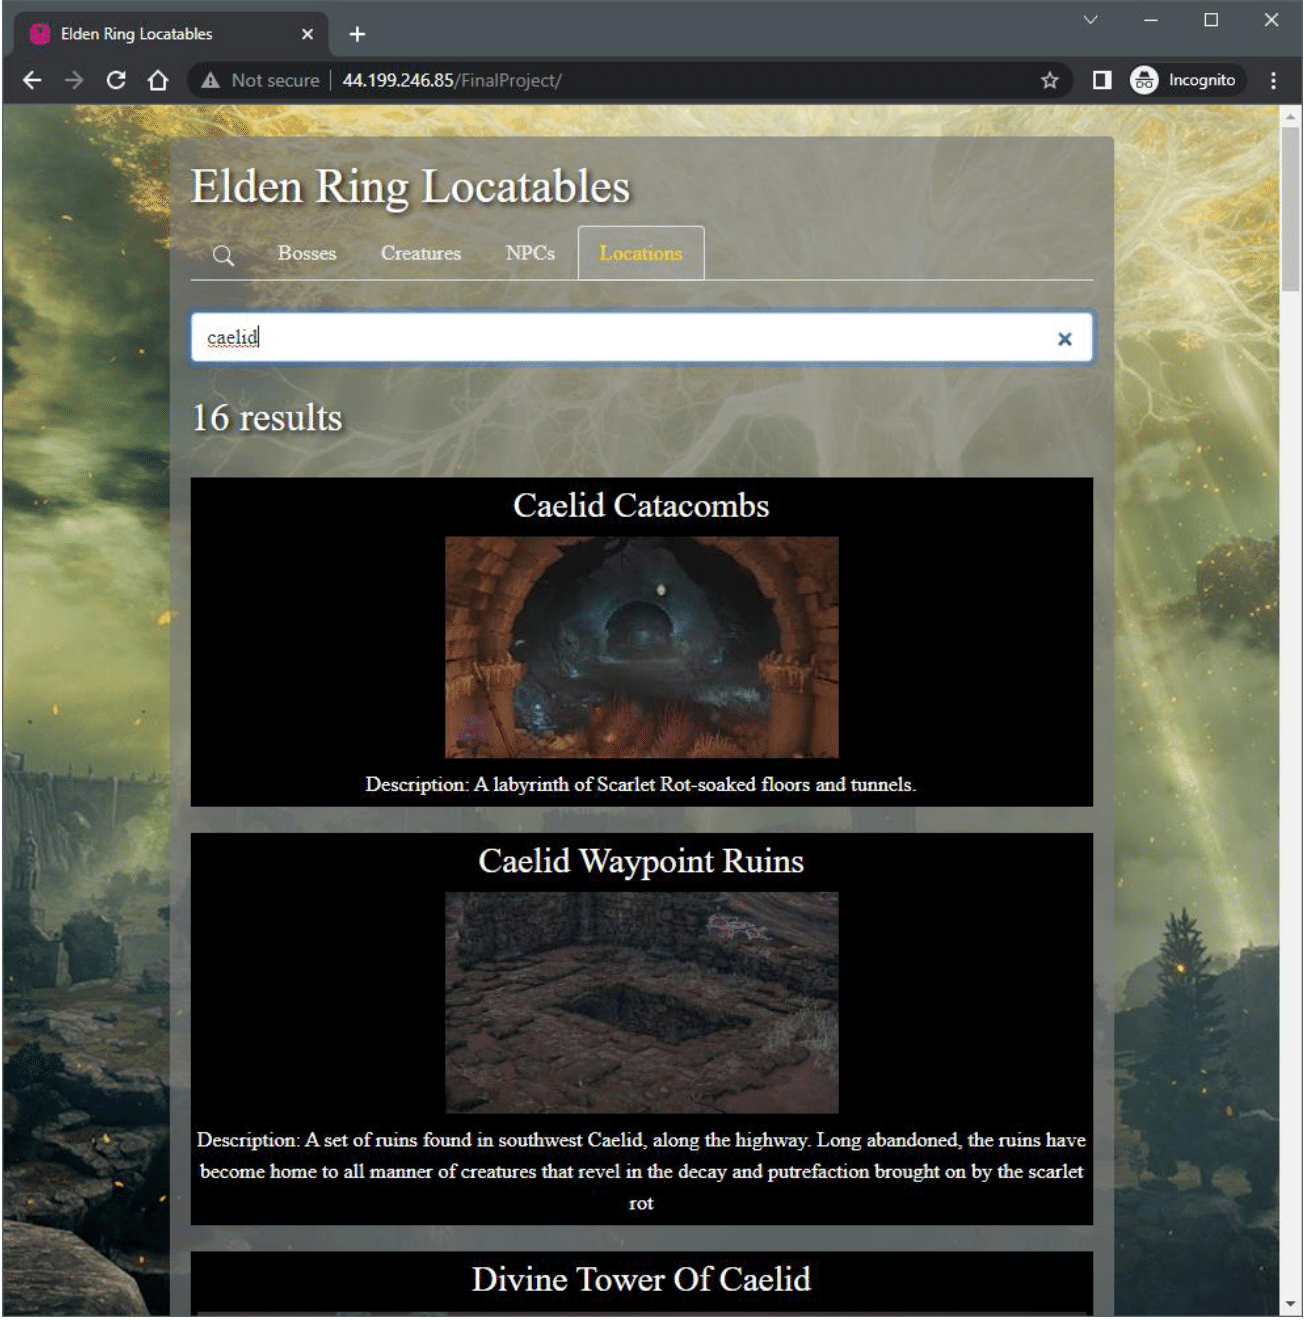 Elden Ring Locatables
Not secure | 44.199.246.85/FinalProject/
Incognito
Elden Ring Locatables
Bosses Creatures NPCs Locations
caelid
16 results
Caelid Catacombs
Description: A labyrinth of Scarlet Rot-soaked floors and tunnels.
Caelid Waypoint Ruins
Description: A set of ruins found in southwest Caelid, along the highway. Long abandoned, the ruins have
become home to all manner of creatures that revel in the decay and putrefaction brought on by the scarlet
rot
Divine Tower Of Caelid